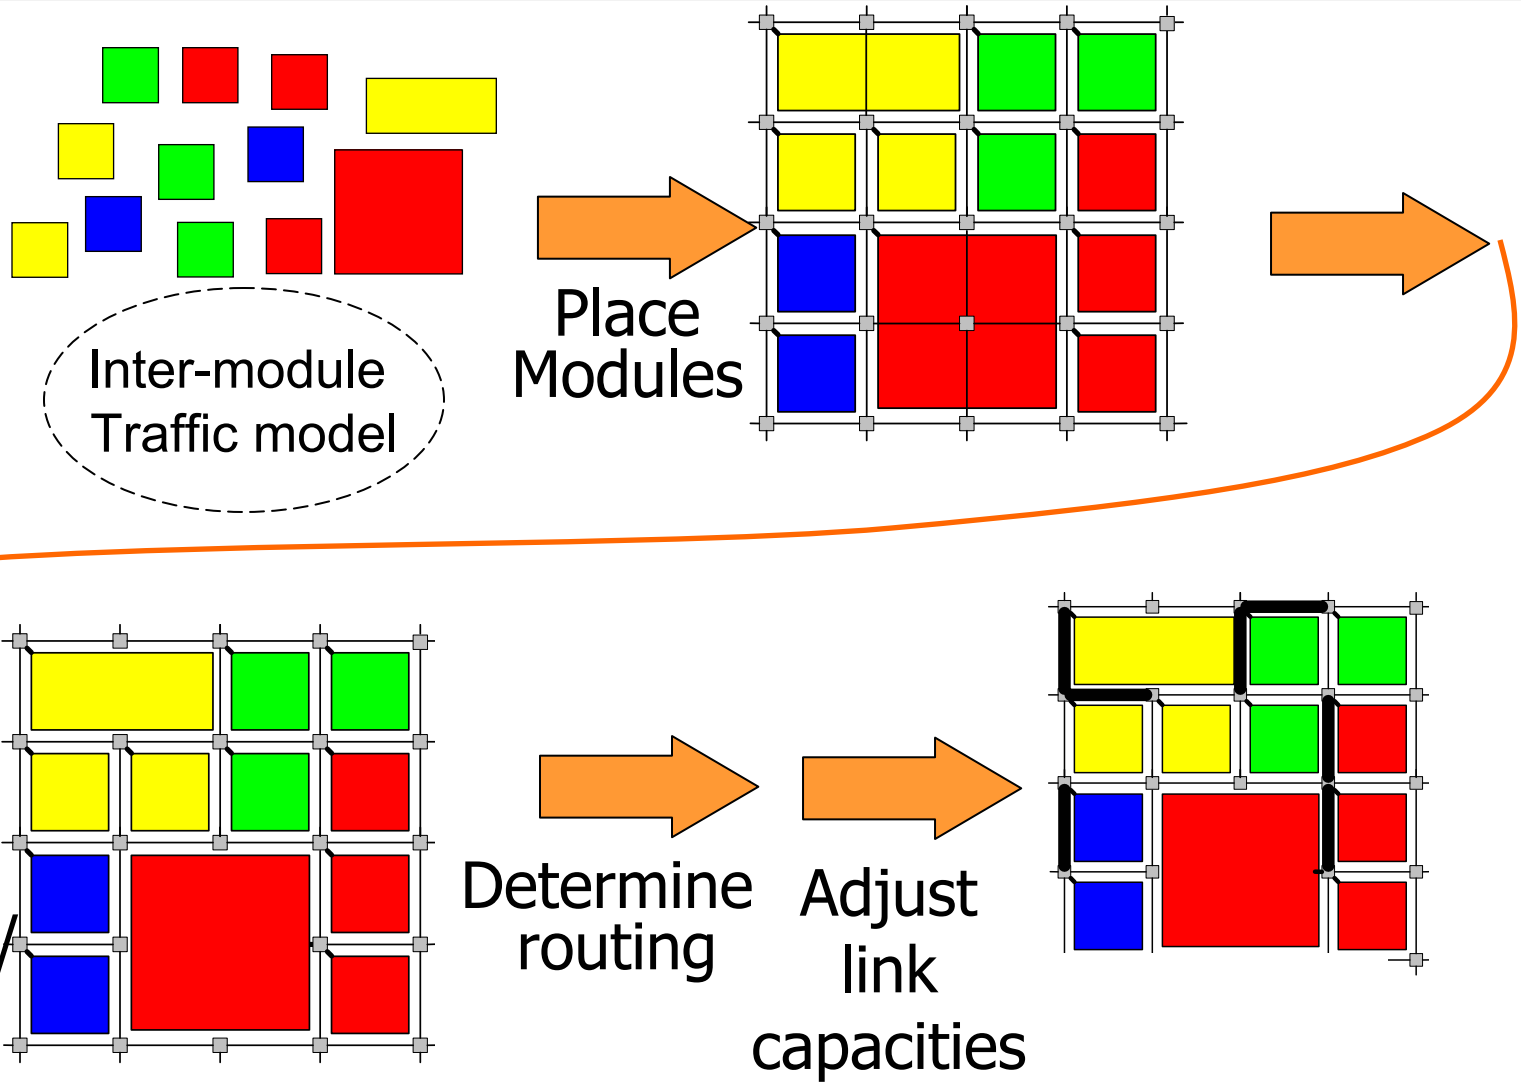 Place
Modules
Inter-module
Traffic model
Determine
routing
Adjust
link
capacities